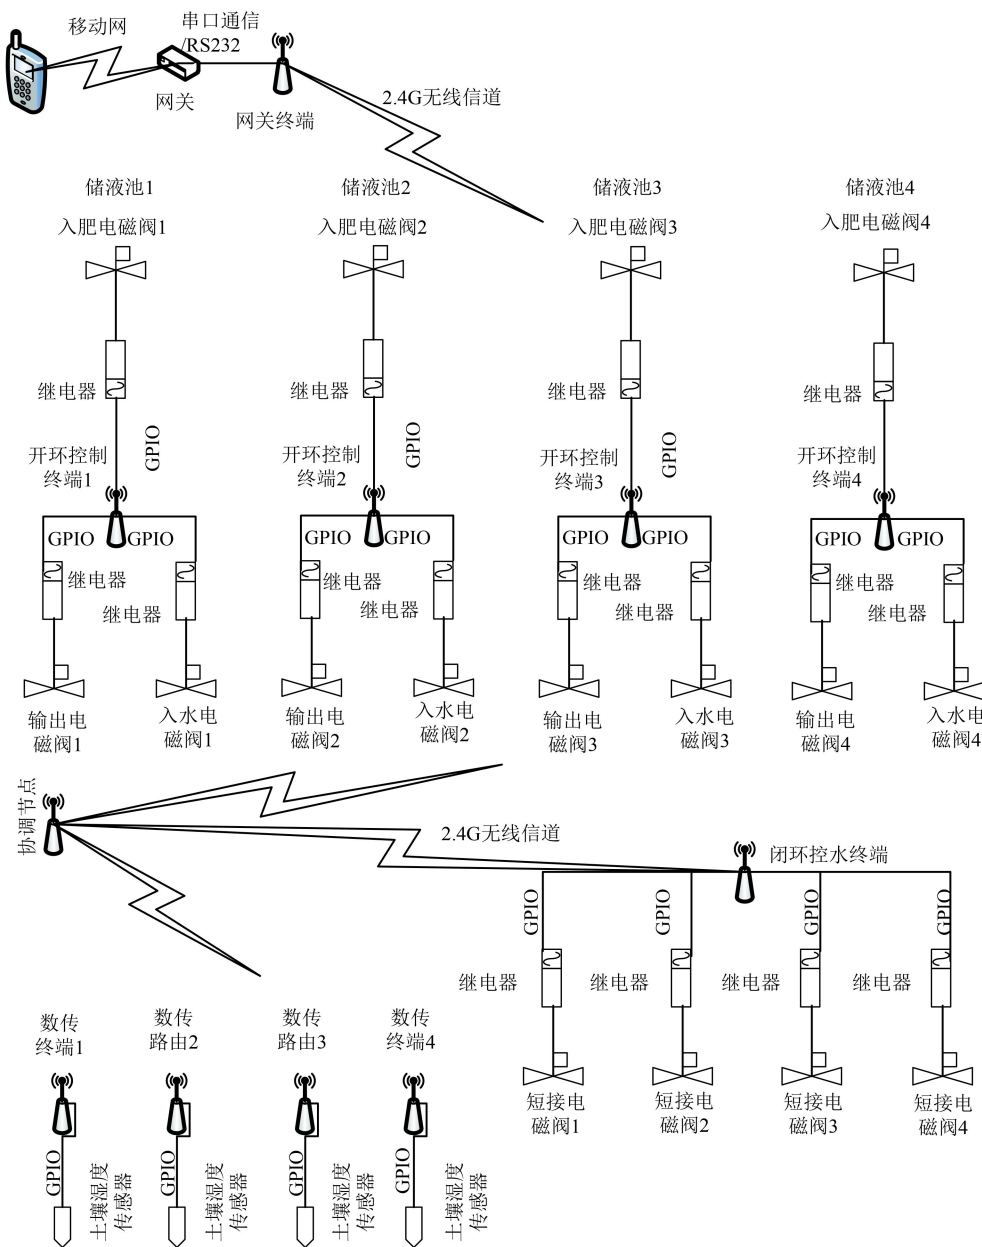 移动网
串口通信
/RS232
网关
网关终端
2.4G无线信道
储液池1
储液池2
储液池3
储液池4
入肥电磁阀1
入肥电磁阀2
入肥电磁阀3
入肥电磁阀4
继电器
继电器
继电器
继电器
GPIO
GPIO
GPIO
开环控制
终端1
开环控制
终端2
开环控制
终端3
开环控制
终端4
GPIO
GPIO
GPIO
GPIO
GPIO
GPIO
GPIO
GPIO
继电器
继电器
继电器
继电器
继电器
继电器
继电器
继电器
输出电
磁阀1
入水电
磁阀1
输出电
磁阀2
入水电
磁阀2
输出电
磁阀3
入水电
磁阀3
输出电
磁阀4
入水电
磁阀4
协调节点
2.4G无线信道
闭环控水终端
GPIO
GPIO
GPIO
GPIO
继电器
继电器
继电器
继电器
短接电
磁阀1
短接电
磁阀2
短接电
磁阀3
短接电
磁阀4
数传
终端1
数传
路由2
数传
路由3
数传
终端4
GPIO
土壤湿度
传感器
GPIO
土壤湿度
传感器
GPIO
土壤湿度
传感器
GPIO
土壤湿度
传感器